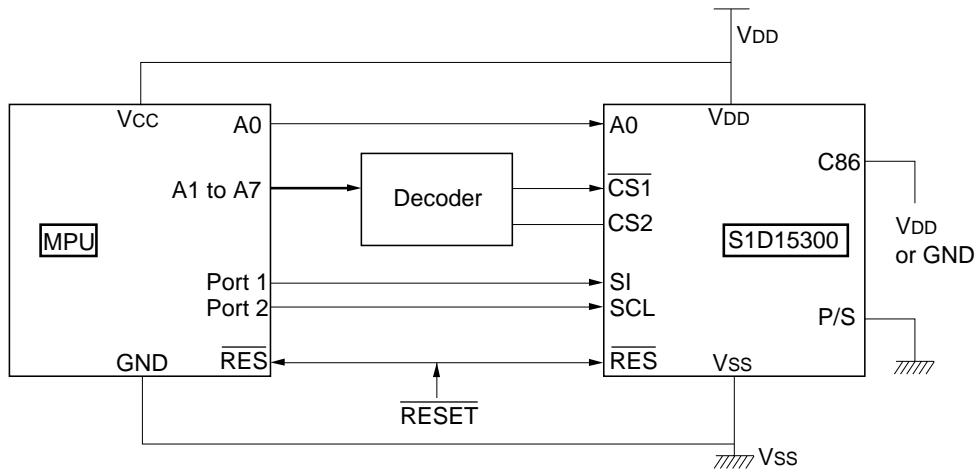 VDD
VCC
A0
A1 to A7
MPU
Port 1
Port 2
GND
RES
Decoder
RESET
VDD
A0
CS1
CS2
SI
SCL
RES
VSS
C86
S1D15300
P/S
VDD
or GND
VSS